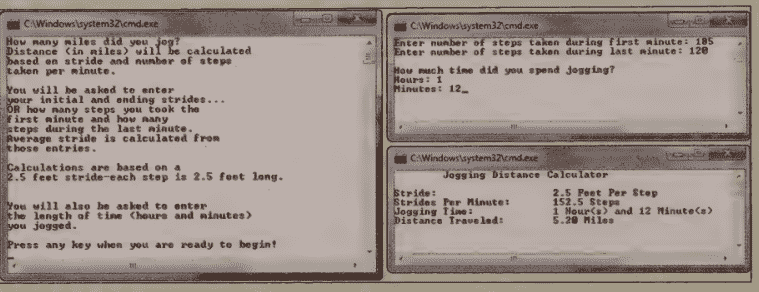 C:\Windows\system32\cmd.exe
How many miles did you jog?
Distance (in miles) will be calculated
based on stride and number of steps
taken per minute.
You will be asked to enter
your initial and ending strides...
OR how many steps you took the
first minute and how many
steps during the last minute.
Average stride is calculated from
those entries.
Calculations are based on a
2.5 feet stride-each step is 2.5 feet long.
You will also be asked to enter
the length of time (hours and minutes)
you jogged.
Press any key when you are ready to begin!
C:\Windows\system32\cmd.exe
Enter number of steps taken during first minute: 185
Enter number of steps taken during last minute: 120
How much time did you spend jogging?
Hours: 1
Minutes: 12_
C:\Windows\system32\cmd.exe
Jogging Distance Calculator
Stride: 2.5 Feet Per Step
Strides Per Minute: 152.5 Steps
Jogging Time: 1 Hour(s) and 12 Minute(s)
Distance Traveled: 5.20 Miles